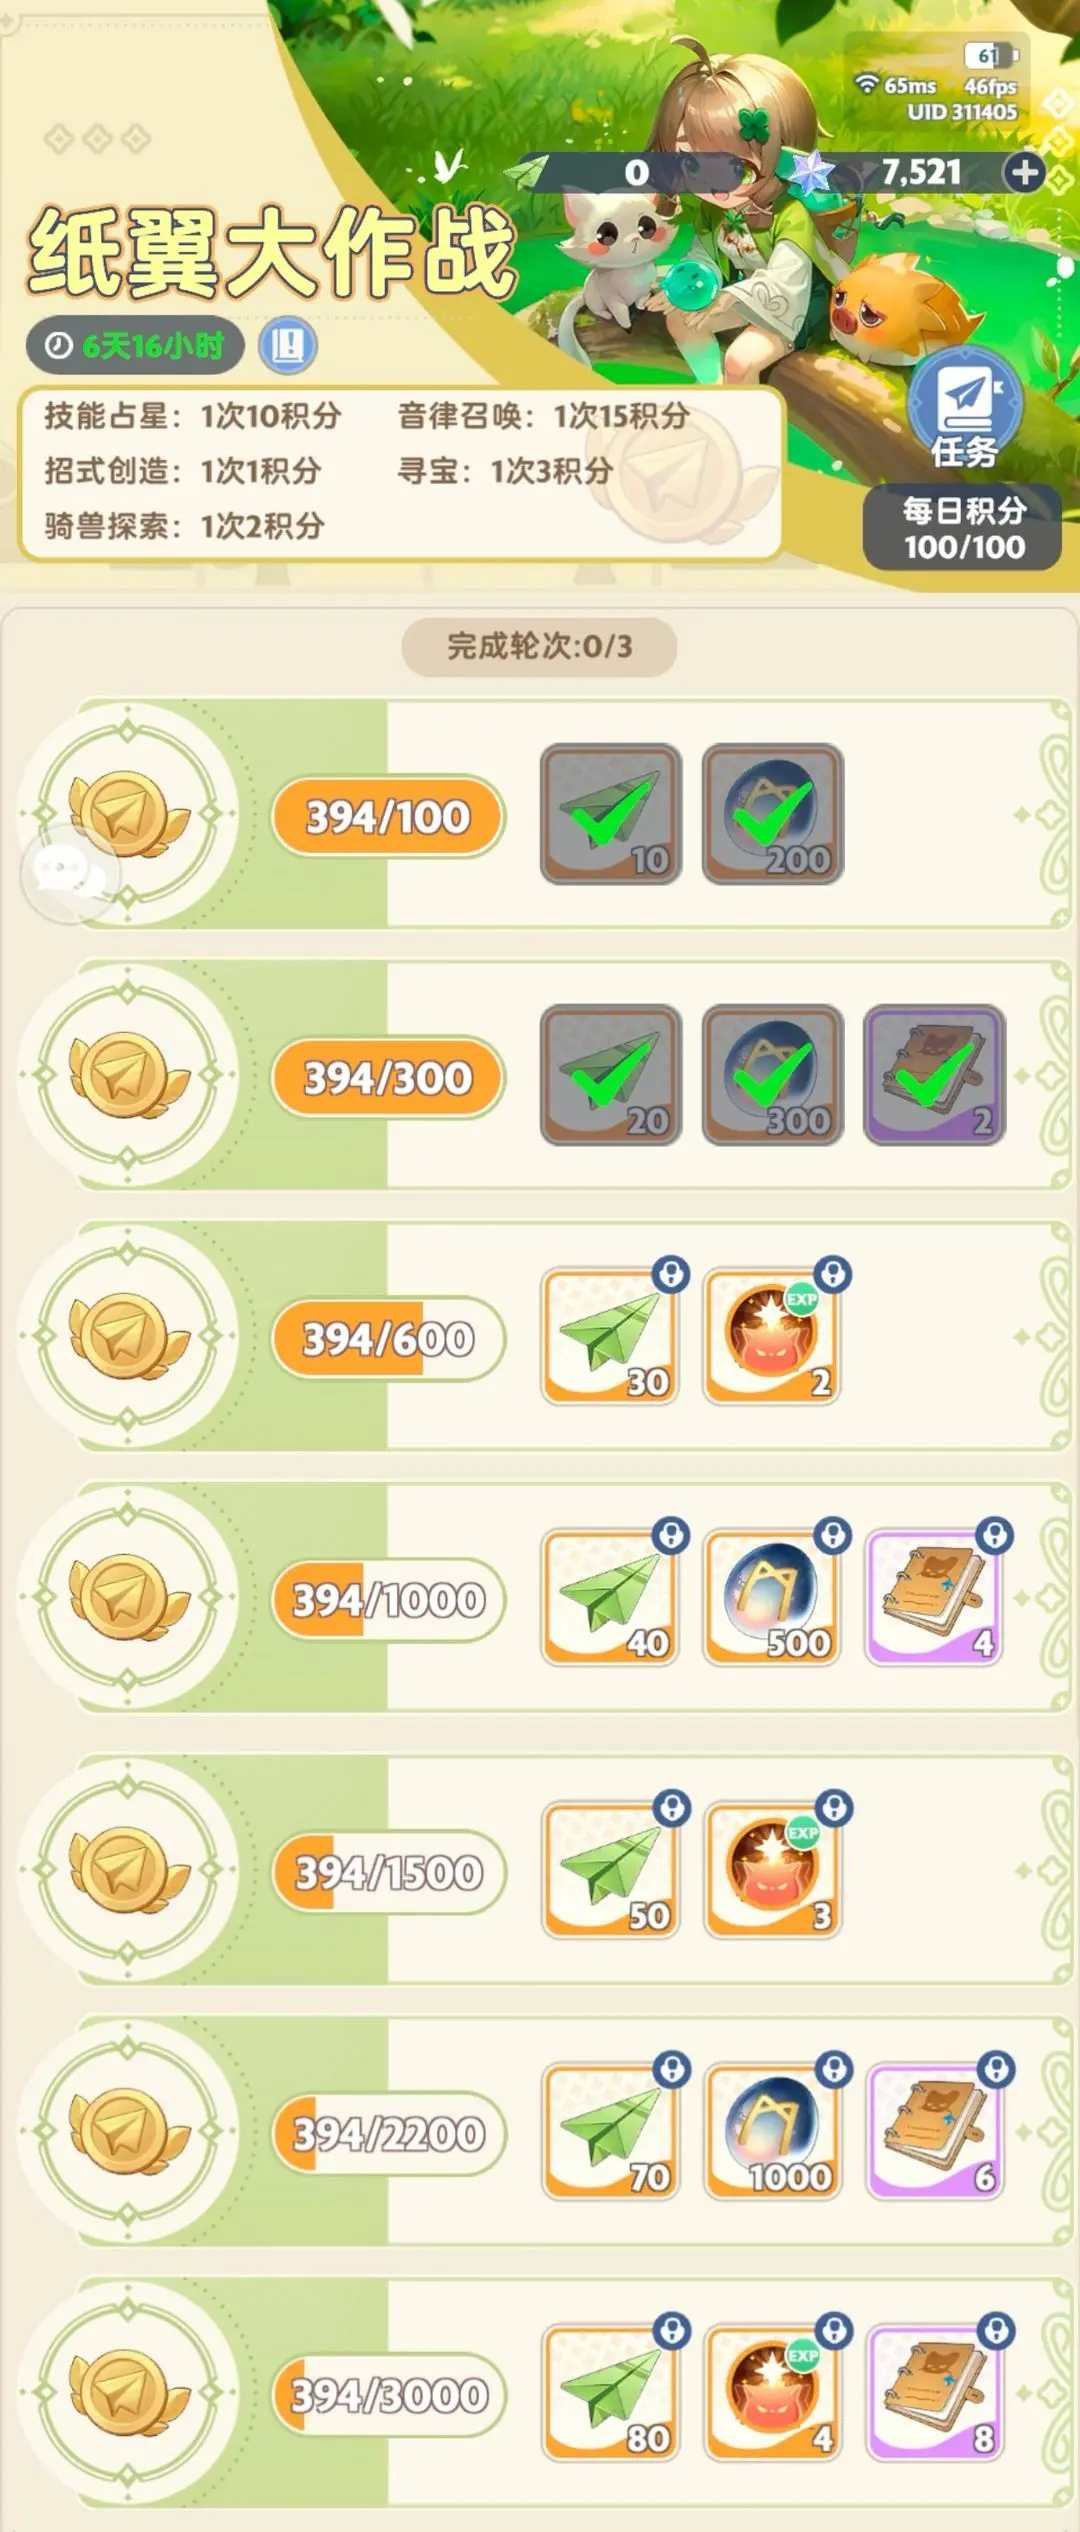 61
65ms 46fps
UID 311405
0 7,521
纸翼大作战
6天16小时
技能占星：1次10积分 音律召唤：1次15积分
招式创造：1次1积分 寻宝：1次3积分
骑兽探索：1次2积分
任务
每日积分
100/100
完成轮次:0/3
394/100 10 200
394/300 20 300 2
EXP
394/600 30 2
394/1000 40 500 4
EXP
394/1500 50 3
394/2200 70 1000 6
EXP
394/3000 80 4 8